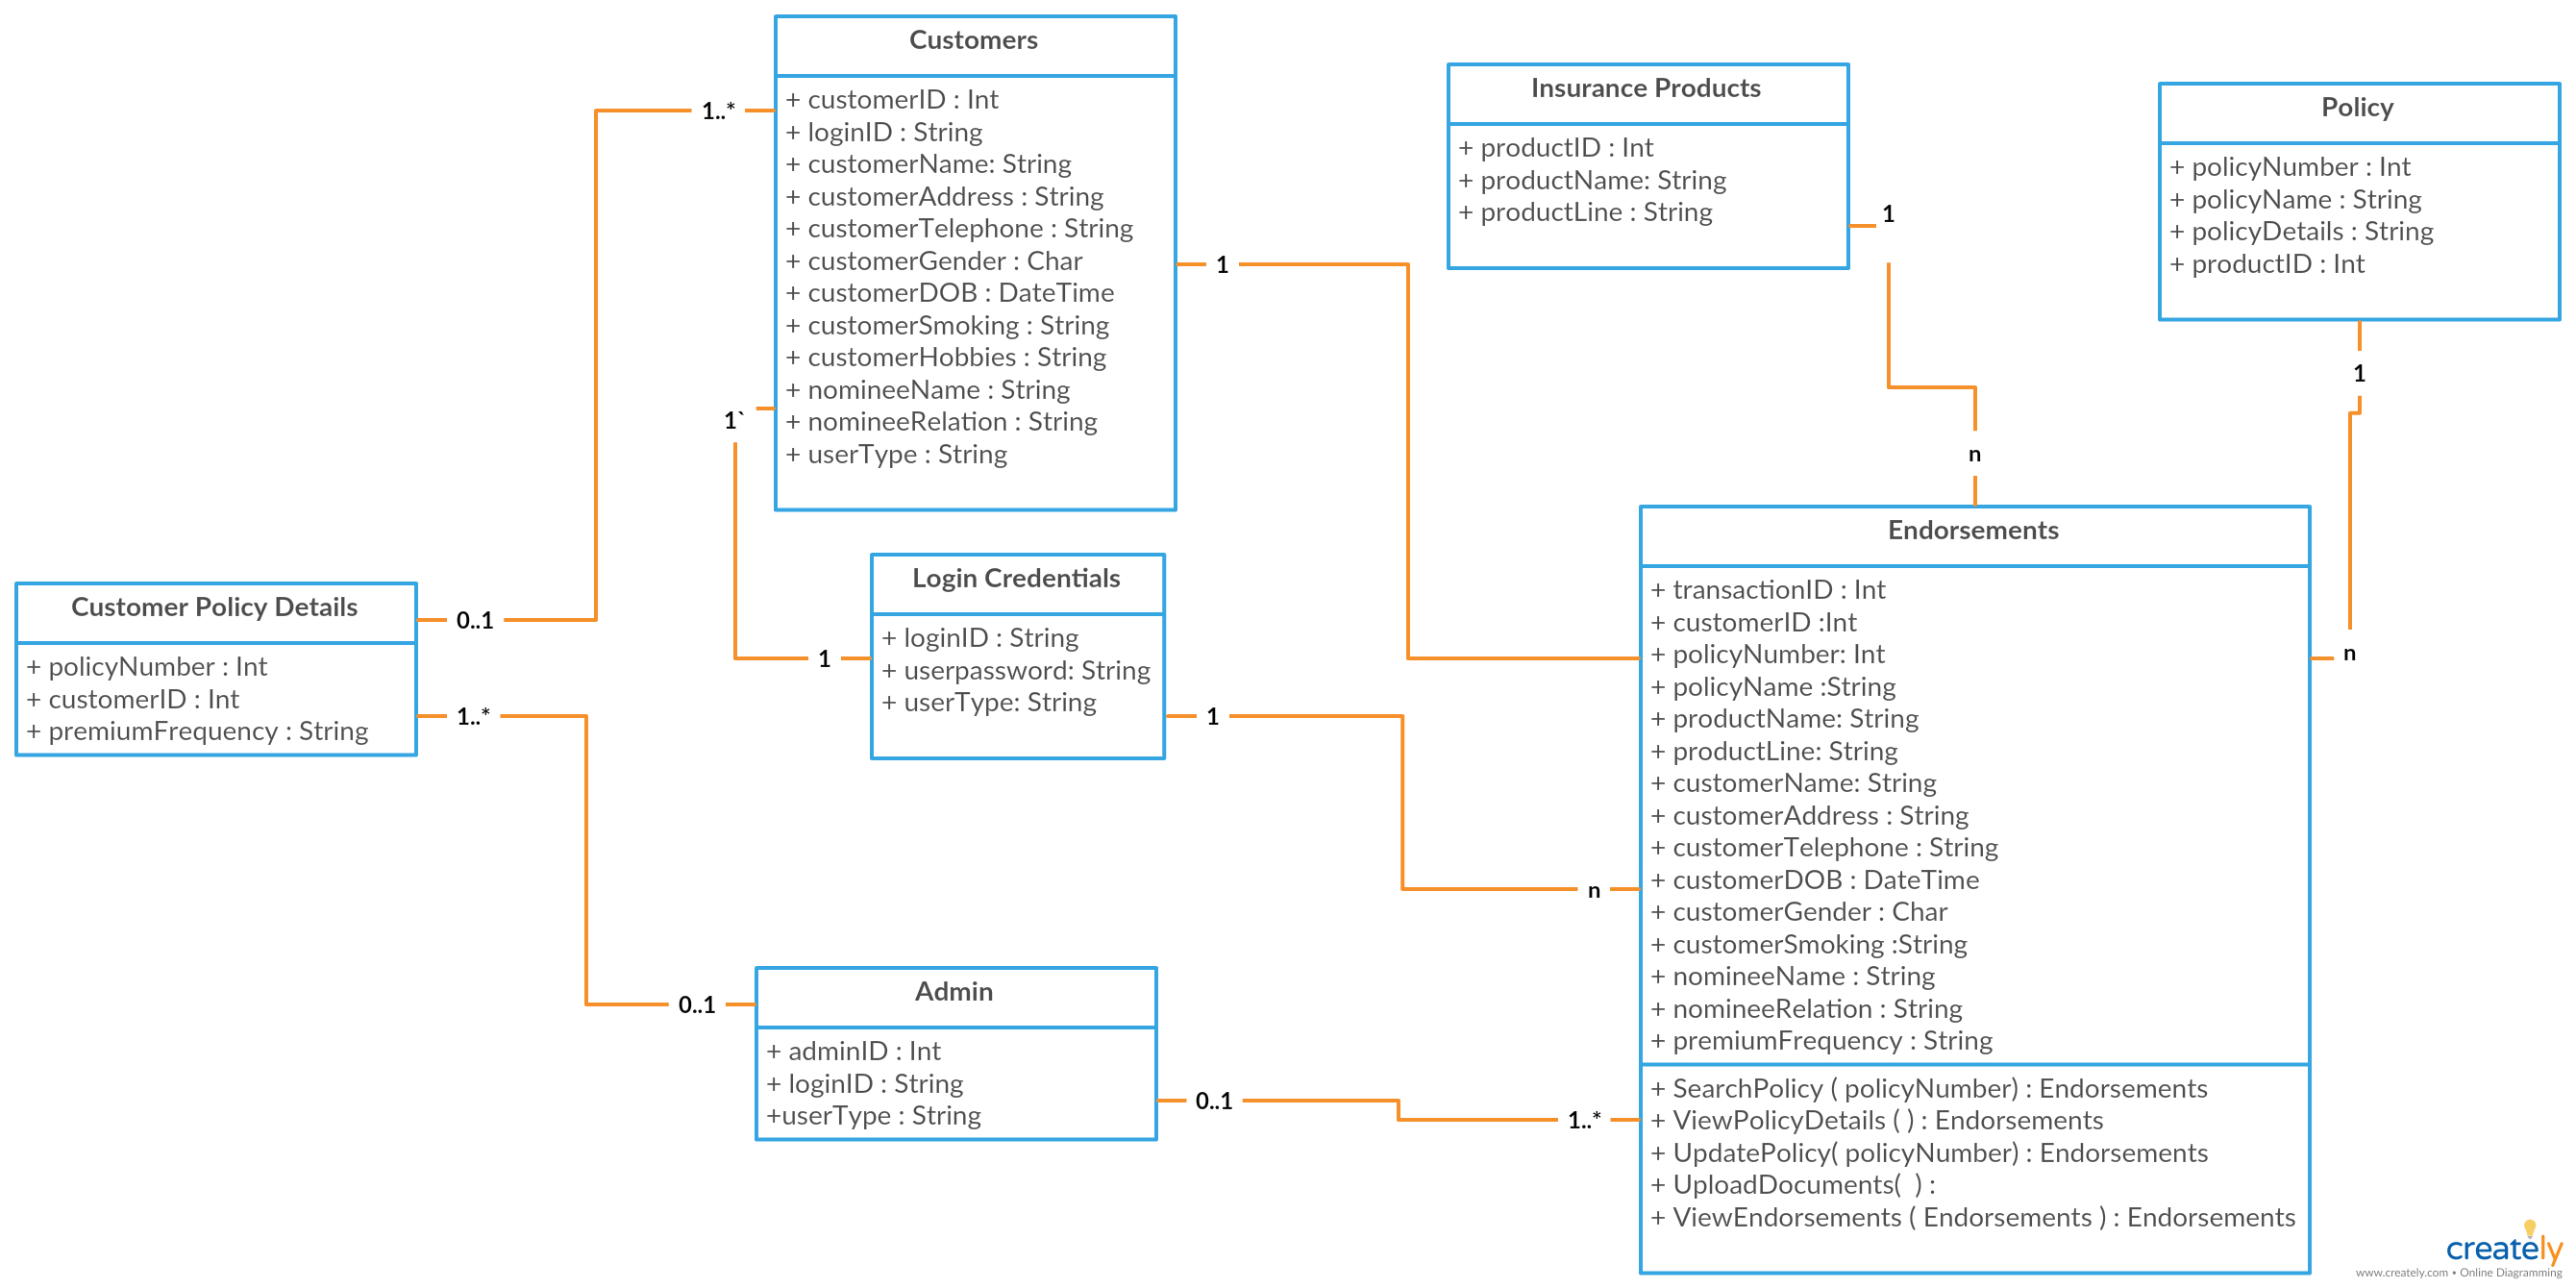 Customers
+ customerID : Int
+ loginID : String
+ customerName: String
+ customerAddress : String
+ customerTelephone : String
+ customerGender : Char
+ customerDOB : DateTime
+ customerSmoking : String
+ customerHobbies : String
+ nomineeName : String
+ nomineeRelation : String
+ userType : String
Insurance Products
+ productID : Int
+ productName: String
+ productLine : String
Policy
+ policyNumber : Int
+ policyName : String
+ policyDetails : String
+ productID : Int
1..*
1
1
1
1`
n
Customer Policy Details
+ policyNumber : Int
+ customerID : Int
+ premiumFrequency : String
0..1
1..*
Login Credentials
+ loginID : String
+ userpassword: String
+ userType: String
1
1
n
n
Endorsements
+ transactionID : Int
+ customerID :Int
+ policyNumber: Int
+ policyName :String
+ productName: String
+ productLine: String
+ customerName: String
+ customerAddress : String
+ customerTelephone : String
+ customerDOB : DateTime
+ customerGender : Char
+ customerSmoking :String
+ nomineeName : String
+ nomineeRelation : String
+ premiumFrequency : String
+ SearchPolicy ( policyNumber) : Endorsements
+ ViewPolicyDetails ( ) : Endorsements
+ UpdatePolicy( policyNumber) : Endorsements
+ UploadDocuments(  ) :
+ ViewEndorsements ( Endorsements ) : Endorsements
0..1
Admin
+ adminID : Int
+ loginID : String
+userType : String
0..1
1..*
creately
www.creately.com • Online Diagramming